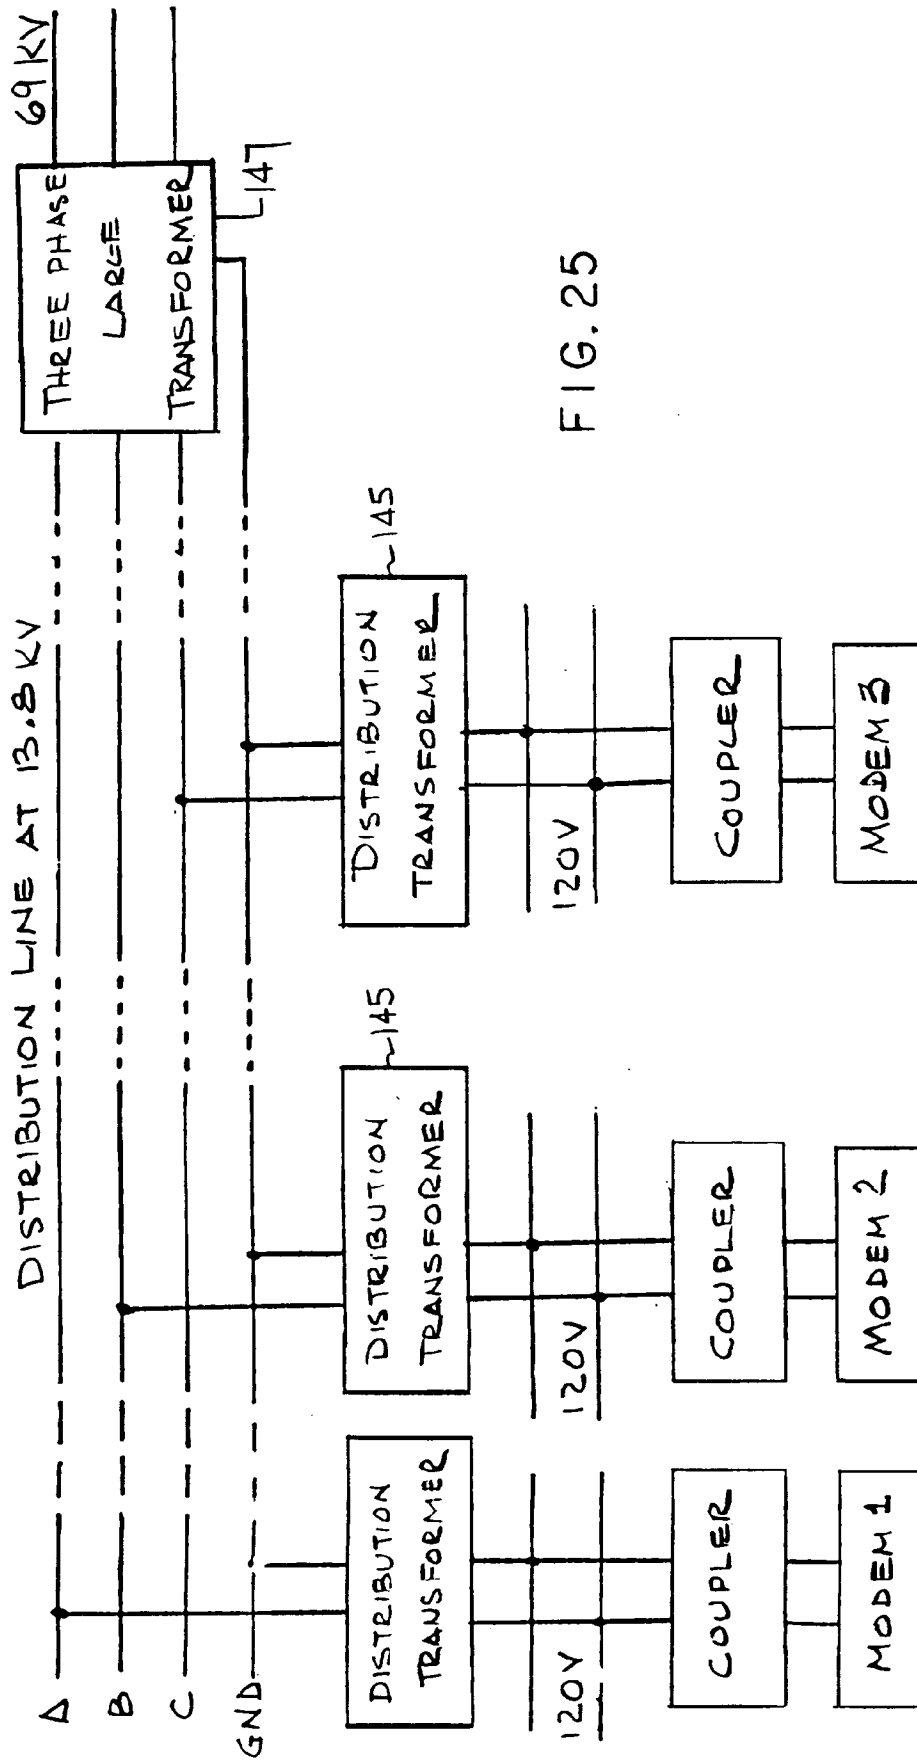 DISTRIBUTION LINE AT 13.8 KV
69 KV
A
B
C
GND
THREE PHASE
LARGE
TRANSFORMER
147
DISTRIBUTION
TRANSFORMER
DISTRIBUTION
TRANSFORMER
145
DISTRIBUTION
TRANSFORMER
145
120V
120V
120V
COUPLER
COUPLER
COUPLER
MODEM 1
MODEM 2
MODEM 3
FIG. 25